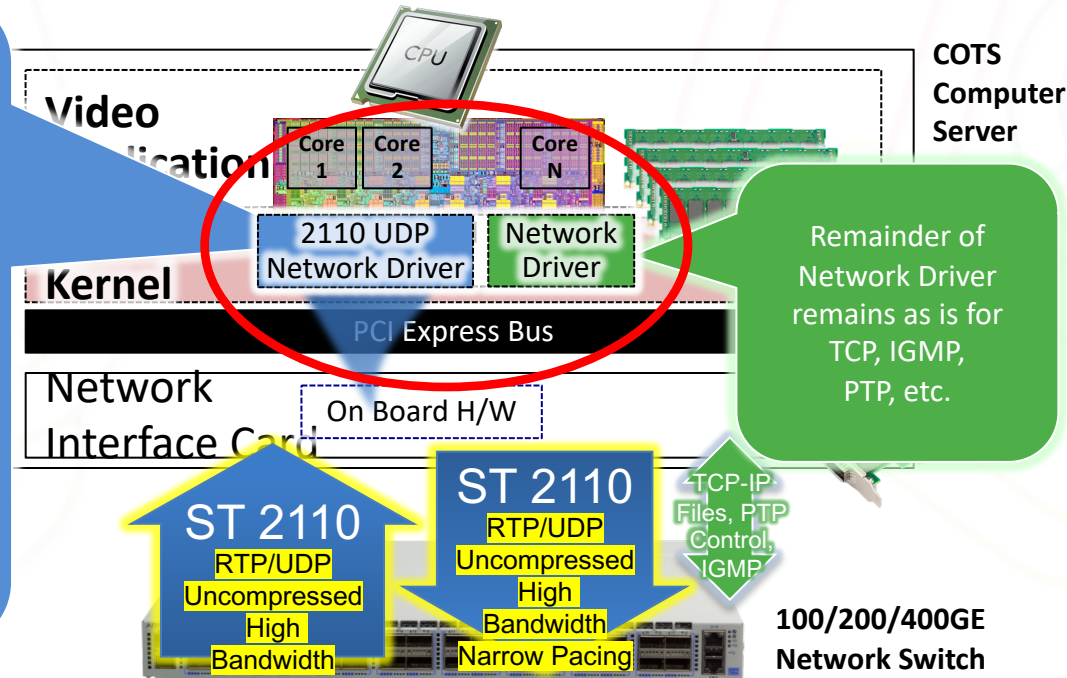 CPU
COTS
Computer
Server
Video
Core
1
Core
2
Core
N
2110 UDP
Network Driver
Network
Driver
Kernel
PCI Express Bus
Remainder of
Network Driver
remains as is for
TCP, IGMP,
PTP, etc.
Network
Interface Card
On Board H/W
ST 2110
RTP/UDP
Uncompressed
High
Bandwidth
ST 2110
RTP/UDP
Uncompressed
High
Bandwidth
Narrow Pacing
TCP-IP
Files, PTP
Control,
IGMP
100/200/400GE
Network Switch